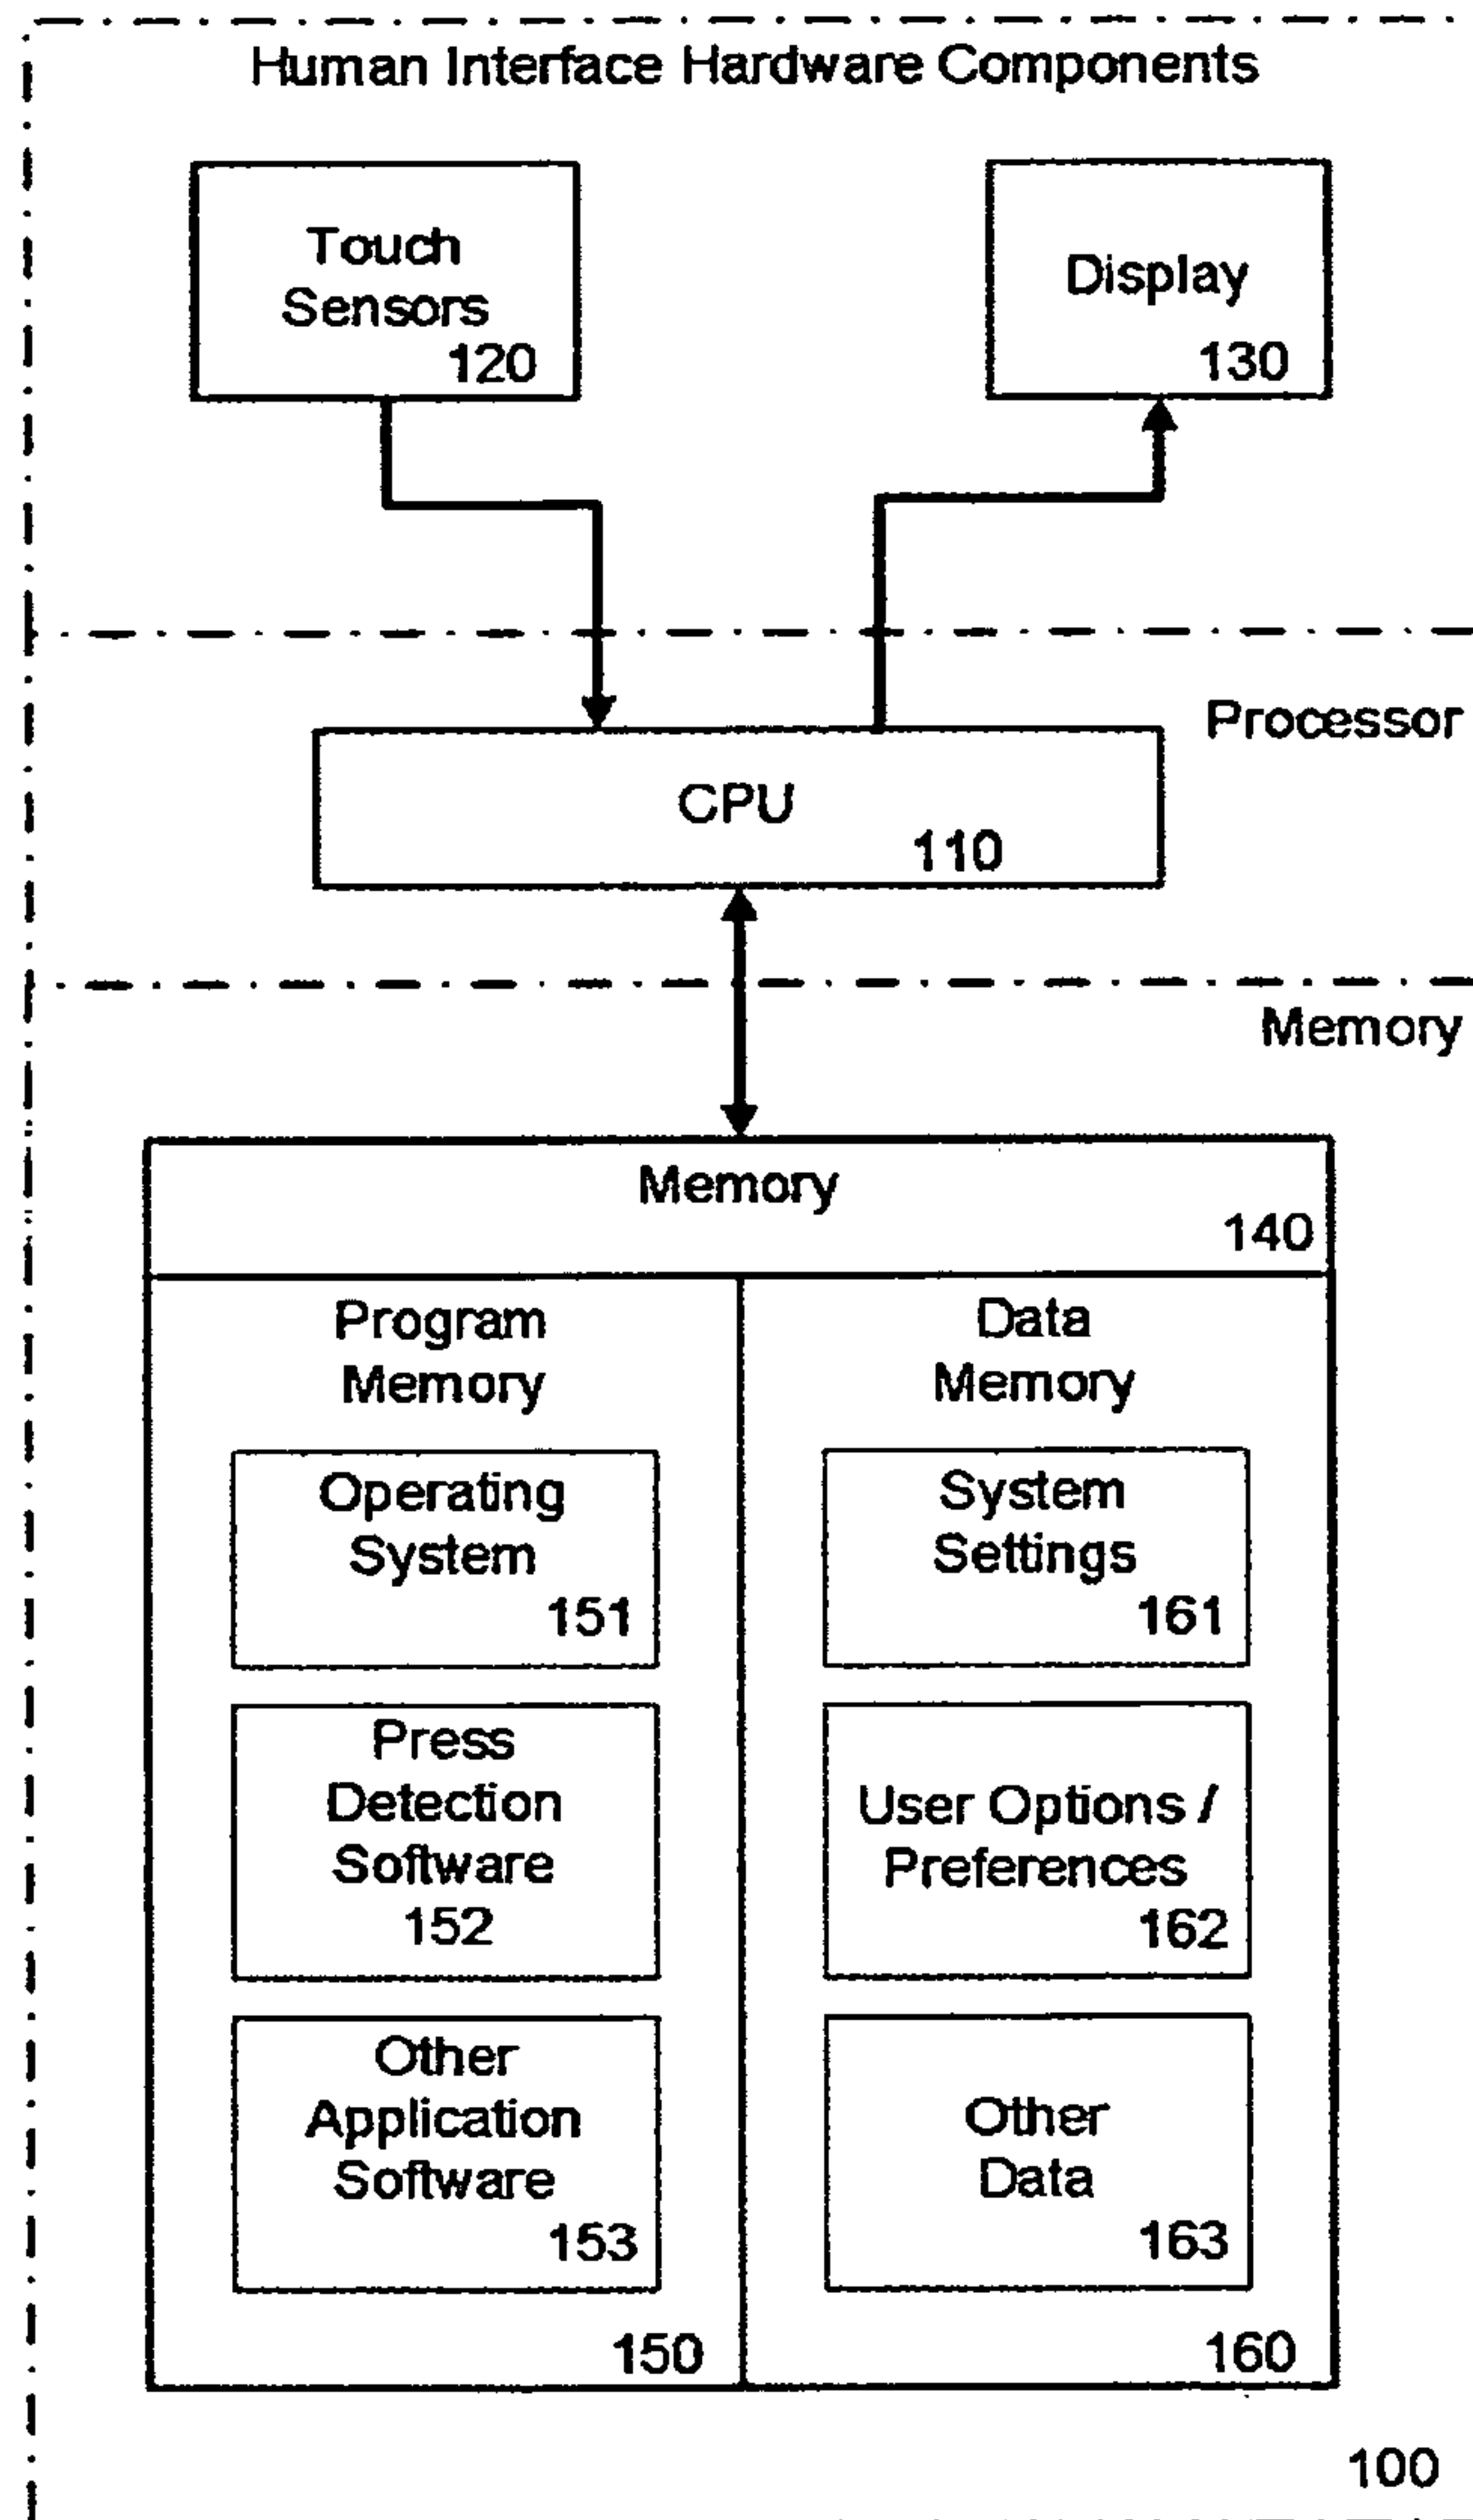 Human Interface Hardware Components
Touch
Sensors
120
Display
130
Processor
CPU
110
Memory
Memory
140
Program
Memory
Operating
System
151
Press
Detection
Software
152
Other
Application
Software
153
150
Data
Memory
System
Settings
161
User Options /
Preferences
162
Other
Data
163
160
100